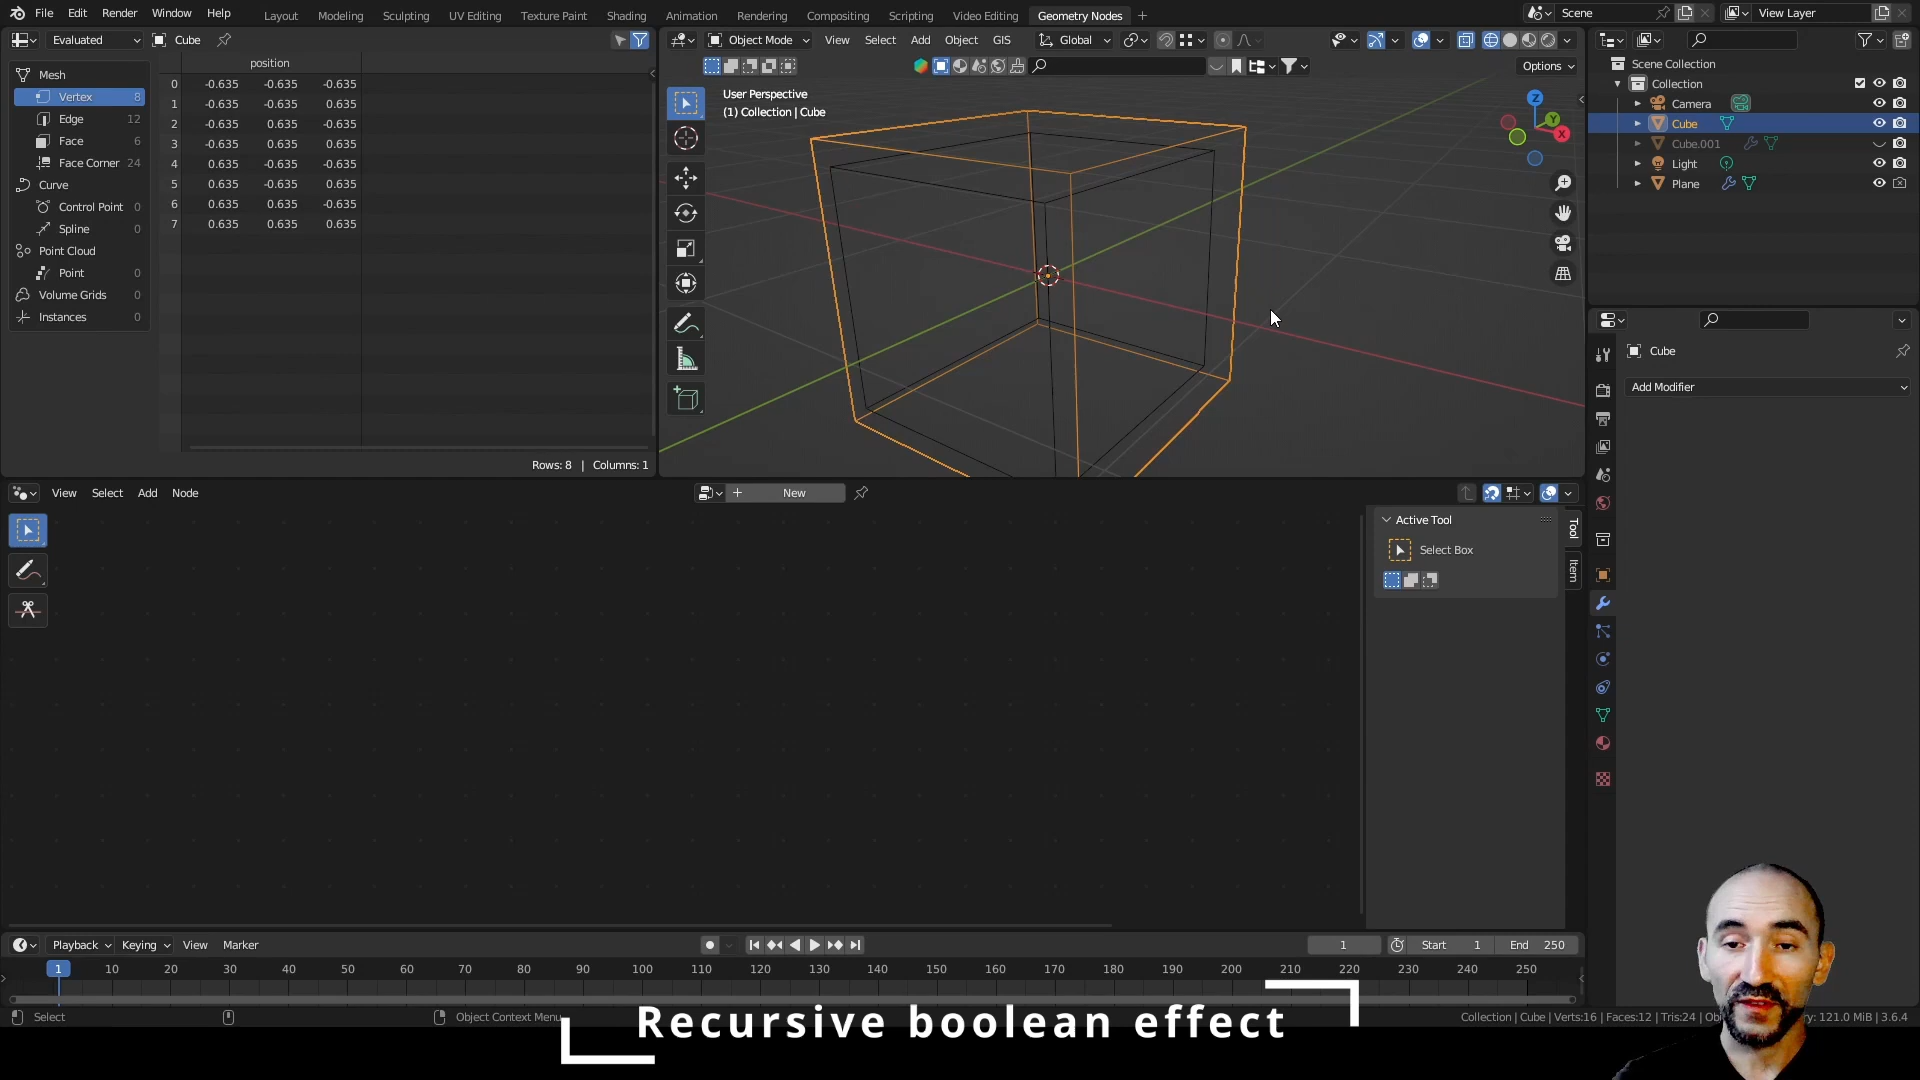 File Edit Render Window Help Layout Modeling Sculpting UV Editing Texture Paint Shading Animation Rendering Compositing Scripting Video Editing Geometry Nodes + Scene View Layer
Evaluated Cube
Object Mode View Select Add Object GIS Global
Options
position
Mesh
Vertex 8
Edge 12
Face 6
Face Corner 24
Curve
Control Point 0
Spline 0
Point Cloud
Point 0
Volume Grids 0
Instances 0
0 -0.635 -0.635 -0.635
1 -0.635 -0.635 0.635
2 -0.635 0.635 -0.635
3 -0.635 0.635 0.635
4 0.635 -0.635 -0.635
5 0.635 -0.635 0.635
6 0.635 0.635 -0.635
7 0.635 0.635 0.635
Rows: 8 | Columns: 1
User Perspective
(1) Collection | Cube
Z
Y
X
Scene Collection
Collection
Camera
Cube
Cube.001
Light
Plane
Cube
Add Modifier
View Select Add Node
+ New
Active Tool
Select Box
Tool
Item
Playback Keying View Marker
1 Start 1 End 250
1 10 20 30 40 50 60 70 80 90 100 110 120 130 140 150 160 170 180 190 200 210 220 230 240 250
Select
Object Context Menu
Collection | Cube | Verts:16 | Faces:12 | Tris:24 |
121.0 MiB | 3.6.4
Recursive boolean effect